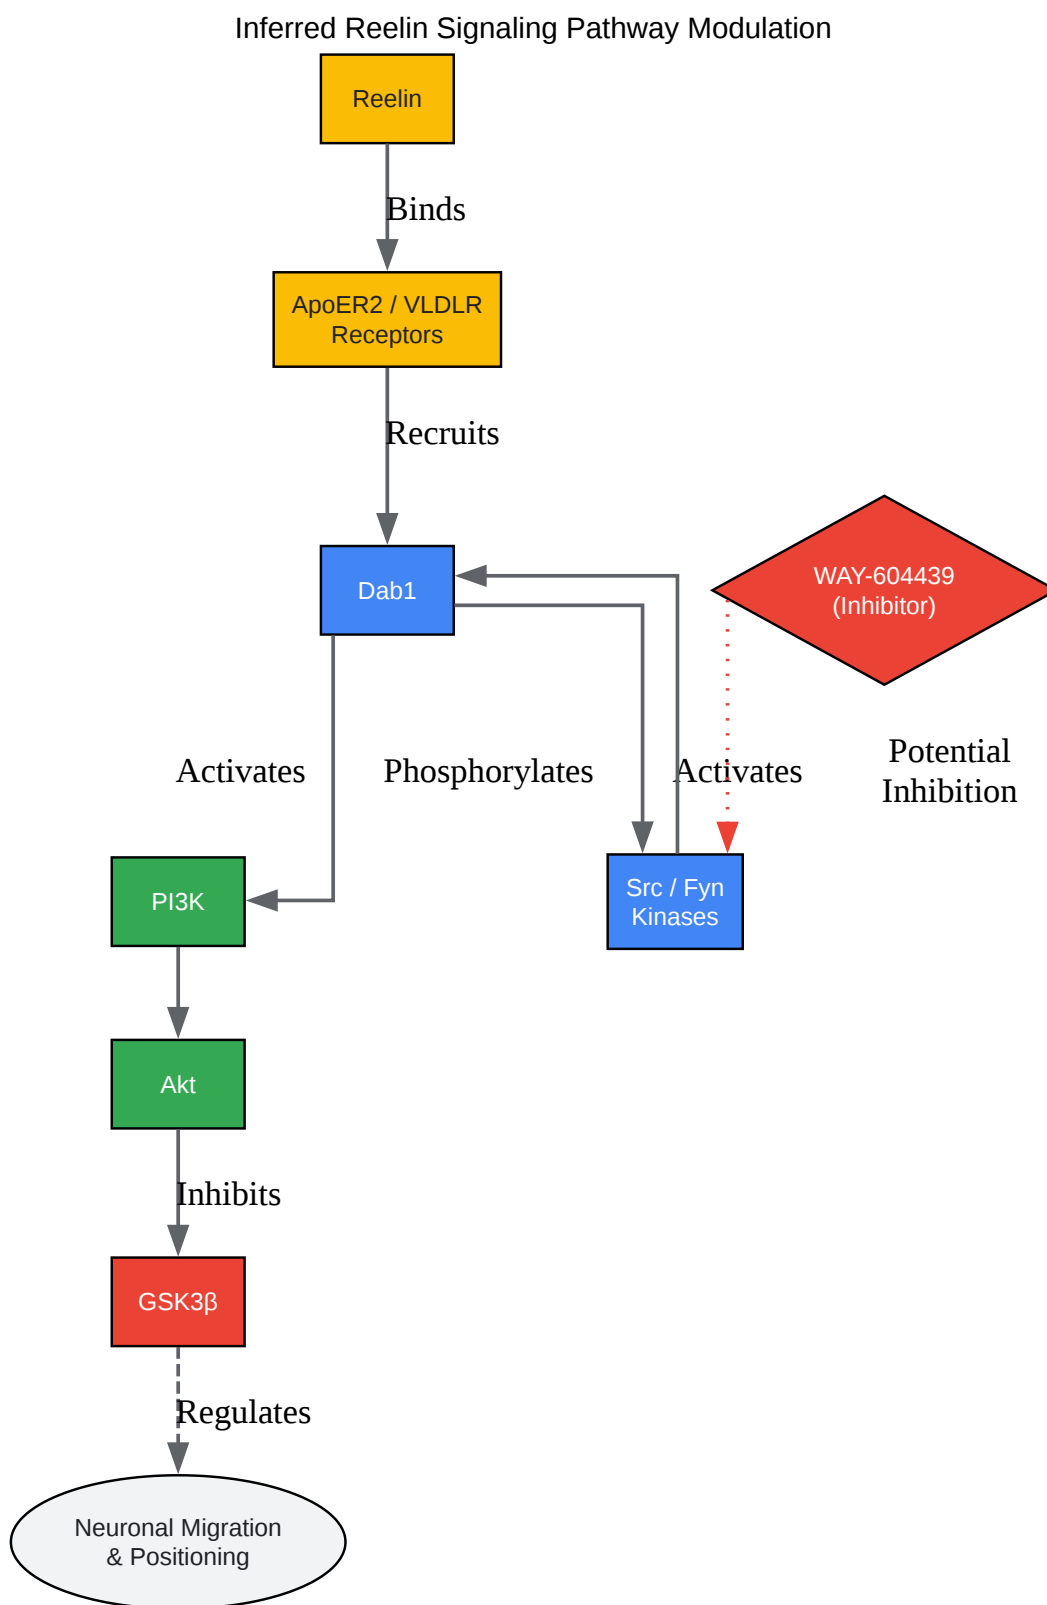 Inferred Reelin Signaling Pathway Modulation
Reelin
Binds
ApoER2 / VLDLR
Receptors
Recruits
Dab1
WAY-604439
(Inhibitor)
Activates
Phosphorylates
Activates
Potential
Inhibition
PI3K
Src / Fyn
Kinases
Akt
Inhibits
GSK3β
Regulates
Neuronal Migration
& Positioning